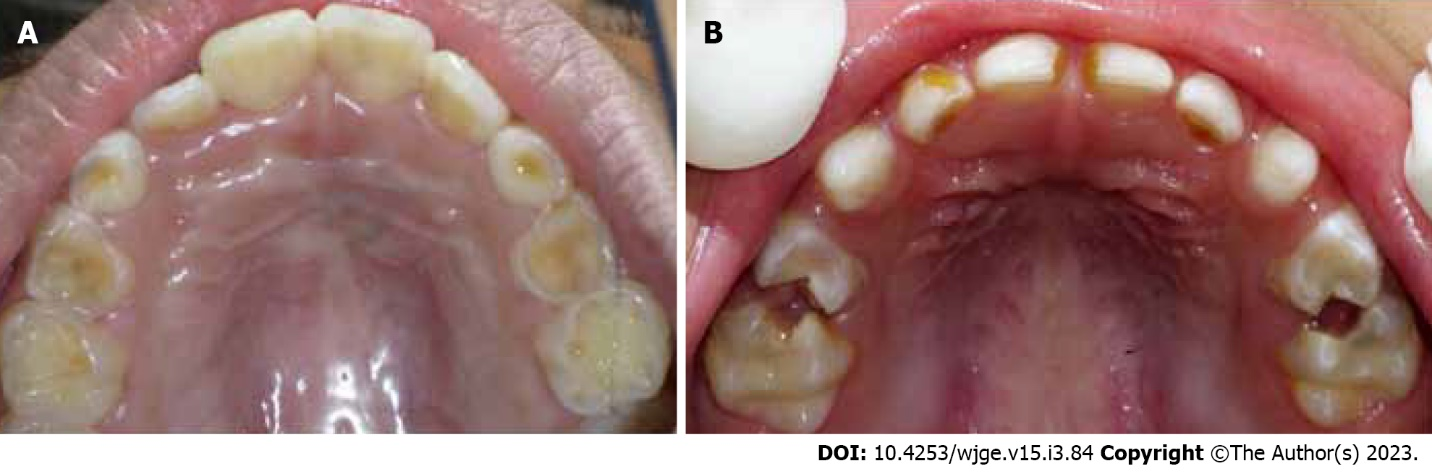 A
B
DOI: 10.4253/wjge.v15.i3.84 Copyright ©The Author(s) 2023.